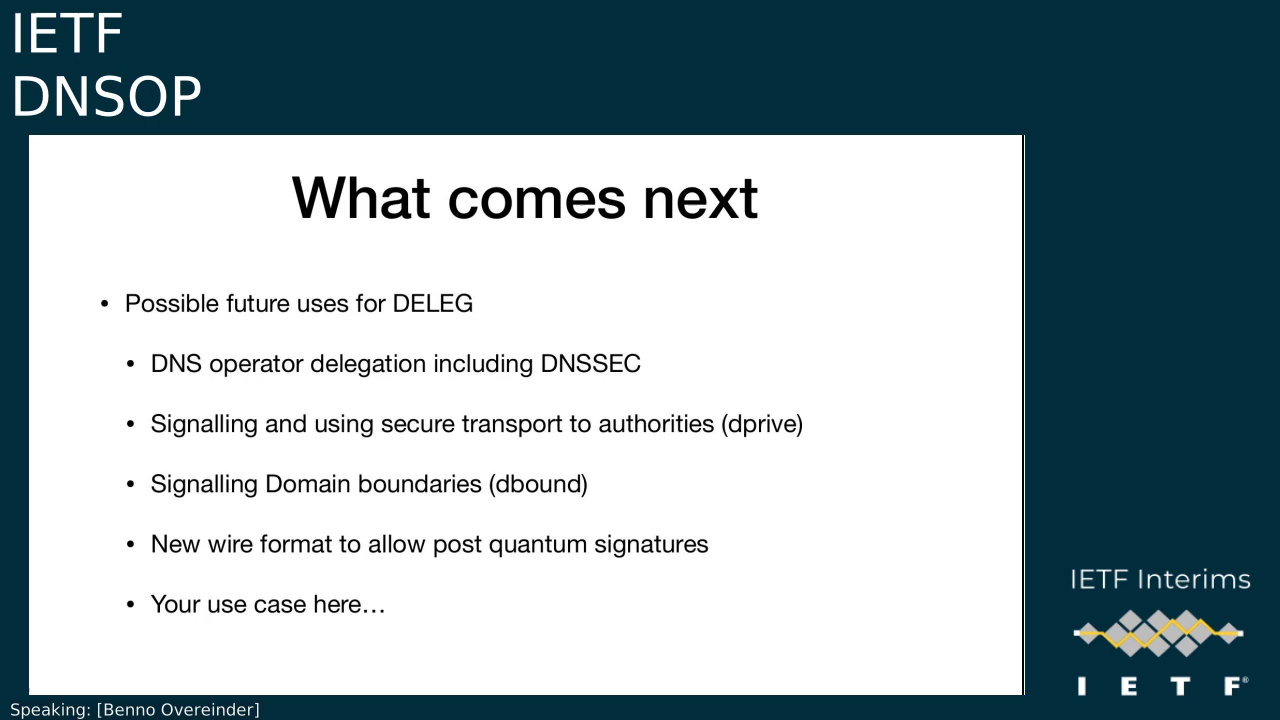 IETF
DNSOP
What comes next
• Possible future uses for DELEG
• DNS operator delegation including DNSSEC
• Signalling and using secure transport to authorities (dprive)
• Signalling Domain boundaries (dbound)
• New wire format to allow post quantum signatures
• Your use case here…
IETF Interims
I E T F®
Speaking: [Benno Overeinder]